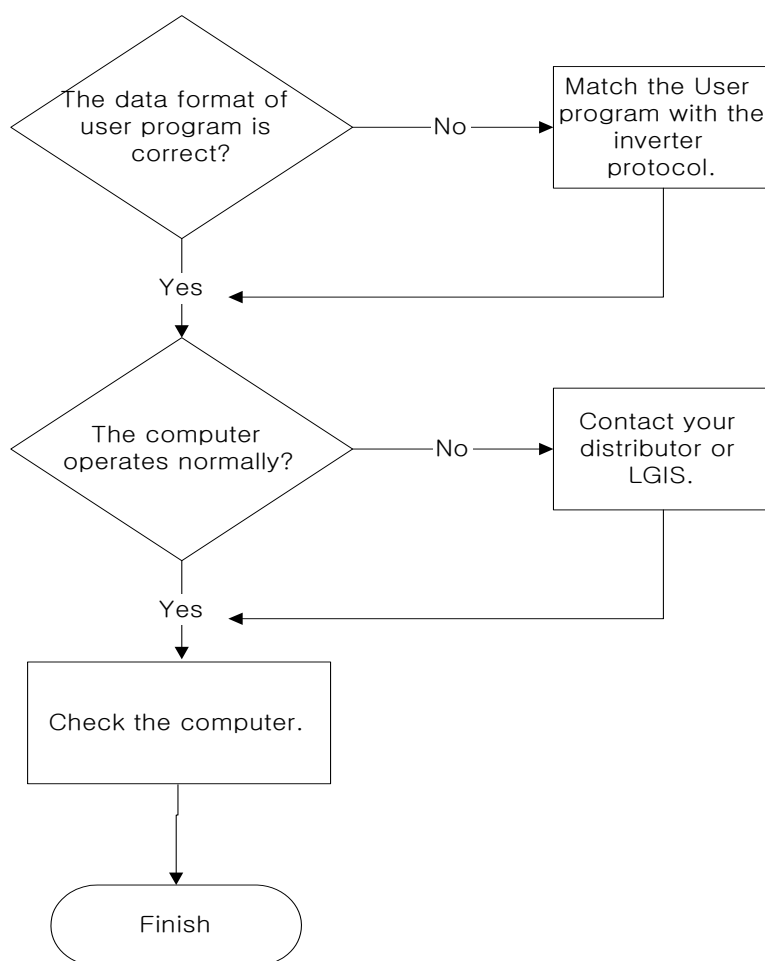 The data format of
user program is
correct?
No
Match the User
program with the
inverter
protocol.
Yes
The computer
operates normally?
No
Contact your
distributor or
LGIS.
Yes
Check the computer.
Finish